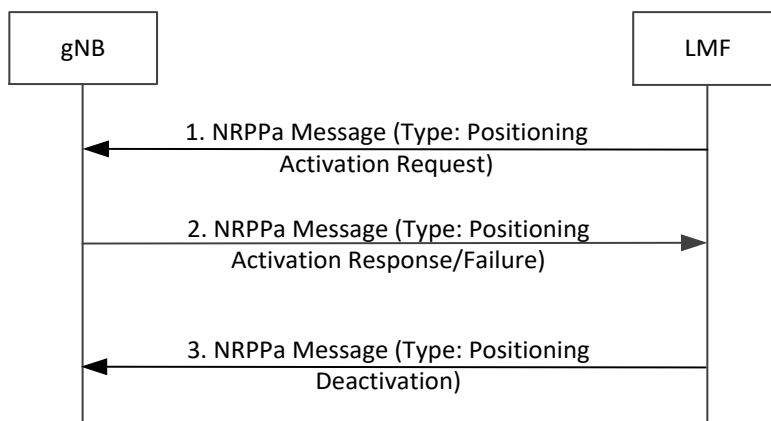 gNB
LMF
1. NRPPa Message (Type: Positioning
Activation Request)
2. NRPPa Message (Type: Positioning
Activation Response/Failure)
3. NRPPa Message (Type: Positioning
Deactivation)